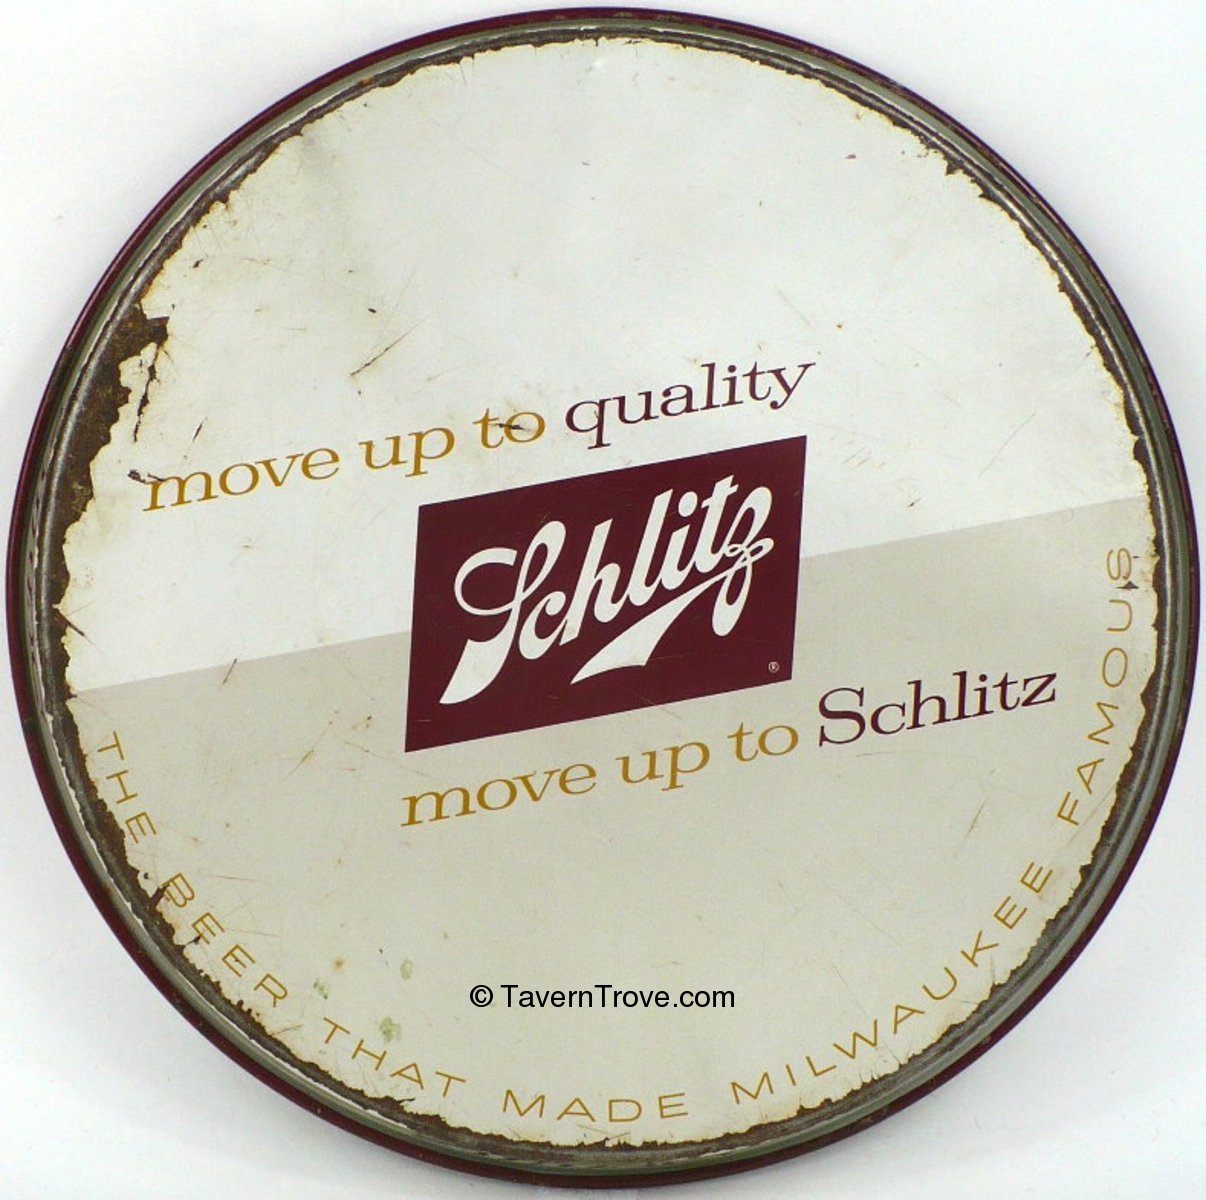 move up to quality
Schlitz
®
move up to Schlitz
THE BEER THAT MADE MILWAUKEE FAMOUS
© TavernTrove.com